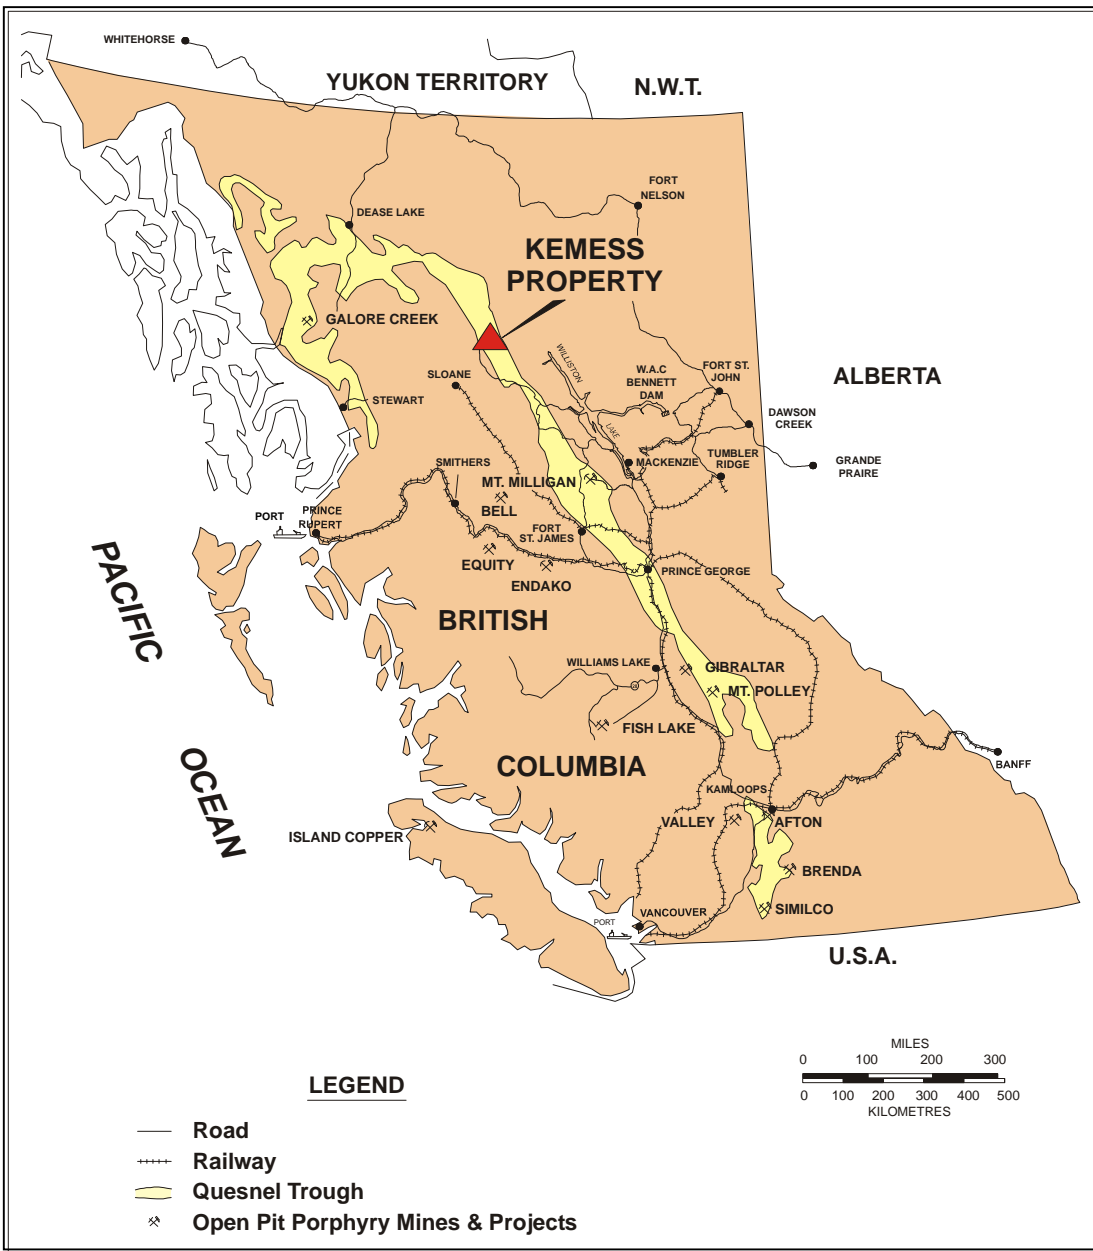 WHITEHORSE
YUKON TERRITORY
N.W.T.
FORT
NELSON
DEASE LAKE
KEMESS
PROPERTY
GALORE CREEK
WILLISTON
LAKE
SLOANE
STEWART
W.A.C
BENNETT
DAM
FORT ST.
JOHN
ALBERTA
DAWSON
CREEK
SMITHERS
MACKENZIE
TUMBLER
RIDGE
GRANDE
PRAIRE
MT. MILLIGAN
BELL
PORT
PRINCE
RUPERT
FORT
ST. JAMES
EQUITY
ENDAKO
PRINCE GEORGE
PACIFIC
OCEAN
BRITISH
COLUMBIA
WILLIAMS LAKE
GIBRALTAR
MT. POLLEY
FISH LAKE
BANFF
KAMLOOPS
VALLEY
AFTON
ISLAND COPPER
BRENDA
SIMILCO
VANCOUVER
PORT
U.S.A.
MILES
0 100 200 300
0 100 200 300 400 500
KILOMETRES
LEGEND
Road
Railway
Quesnel Trough
Open Pit Porphyry Mines & Projects